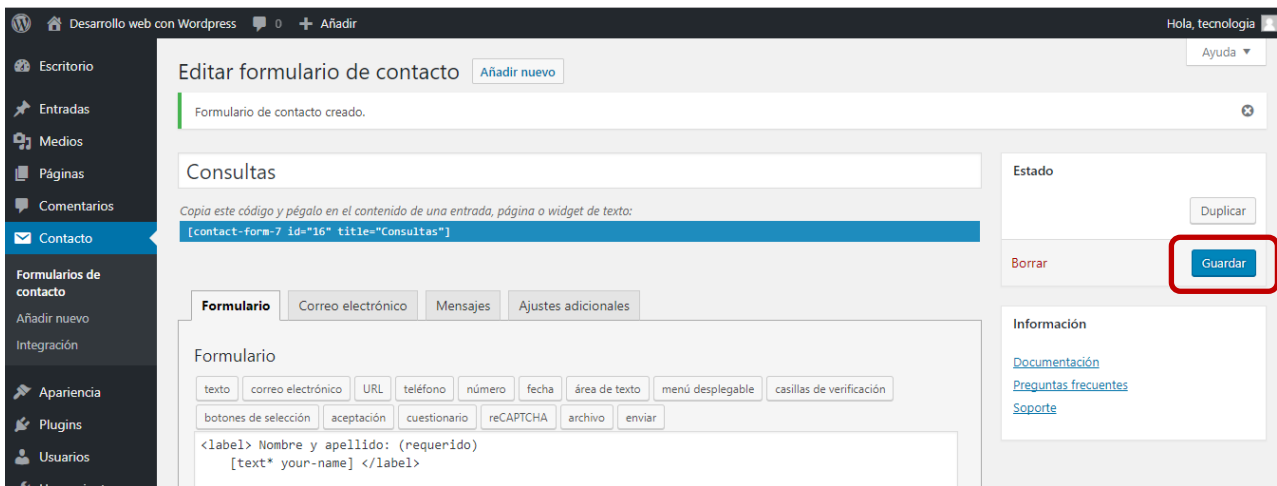 Desarrollo web con Wordpress 0 Añadir Hola, tecnologia
Ayuda
Escritorio
Entradas
Medios
Páginas
Comentarios
Contacto
Formularios de
contacto
Añadir nuevo
Integración
Apariencia
Plugins
Usuarios
Editar formulario de contacto Añadir nuevo
Formulario de contacto creado.
Consultas
Copia este código y pégalo en el contenido de una entrada, página o widget de texto:
[contact-form-7 id="16" title="Consultas"]
Formulario Correo electrónico Mensajes Ajustes adicionales
Formulario
texto correo electrónico URL teléfono número fecha área de texto menú desplegable casillas de verificación
botones de selección aceptación cuestionario reCAPTCHA archivo enviar
<label> Nombre y apellido: (requerido)
[text* your-name] </label>
Estado
Duplicar
Borrar Guardar
Información
Documentación
Preguntas frecuentes
Soporte